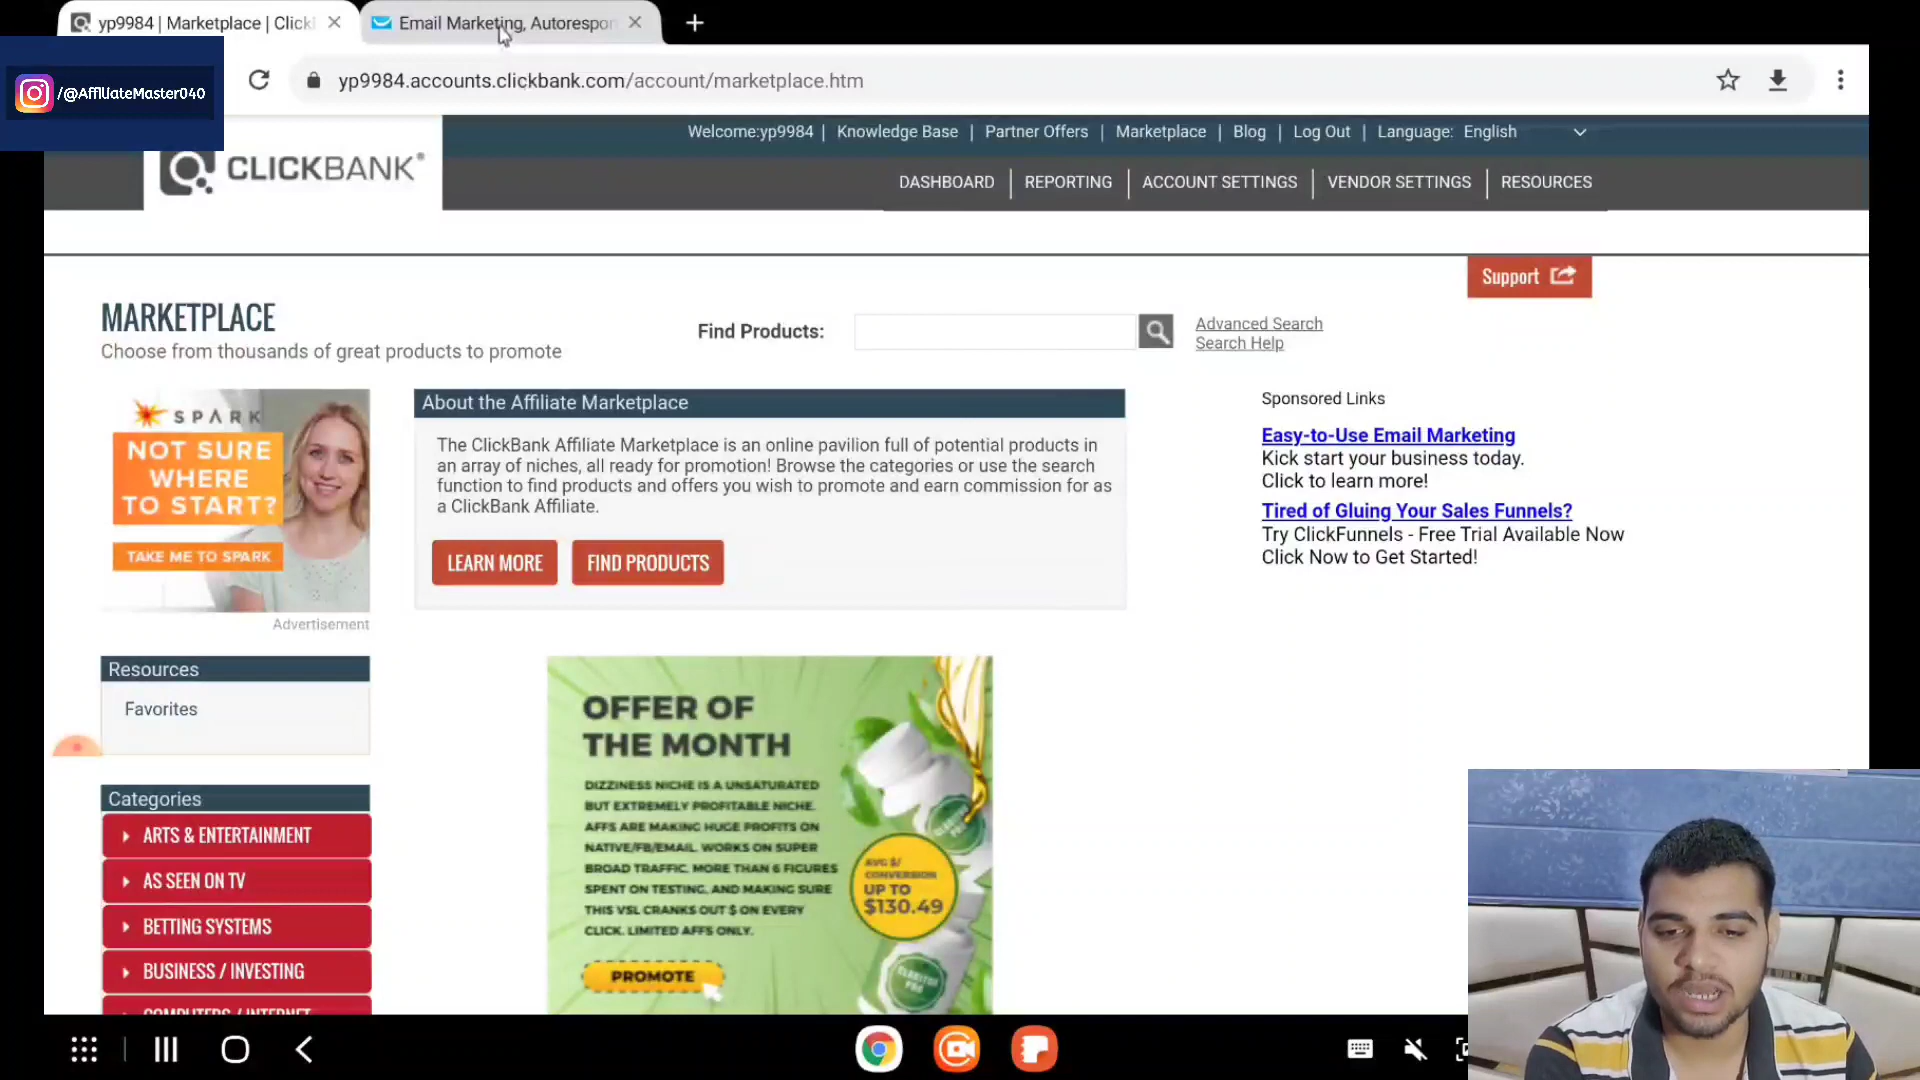 yp9984 | Marketplace | Click
Email Marketing, Autorespon
/@AffIliateMaster040
yp9984.accounts.clickbank.com/account/marketplace.htm
Welcome:yp9984 | Knowledge Base | Partner Offers | Marketplace | Blog | Log Out | Language: English
CLICKBANK®
DASHBOARD | REPORTING | ACCOUNT SETTINGS | VENDOR SETTINGS | RESOURCES
Support
MARKETPLACE
Choose from thousands of great products to promote
Find Products:
Advanced Search
Search Help
SPARK
NOT SURE
WHERE
TO START?
TAKE ME TO SPARK
Advertisement
About the Affiliate Marketplace
The ClickBank Affiliate Marketplace is an online pavilion full of potential products in
an array of niches, all ready for promotion! Browse the categories or use the search
function to find products and offers you wish to promote and earn commission for as
a ClickBank Affiliate.
LEARN MORE
FIND PRODUCTS
Sponsored Links
Easy-to-Use Email Marketing
Kick start your business today.
Click to learn more!
Tired of Gluing Your Sales Funnels?
Try ClickFunnels - Free Trial Available Now
Click Now to Get Started!
Resources
Favorites
Categories
ARTS & ENTERTAINMENT
AS SEEN ON TV
BETTING SYSTEMS
BUSINESS / INVESTING
COMPUTERS / INTERNET
OFFER OF
THE MONTH
DIZZINESS NICHE IS A UNSATURATED
BUT EXTREMELY PROFITABLE NICHE.
AFFS ARE MAKING HUGE PROFITS ON
NATIVE/FB/EMAIL. WORKS ON SUPER
BROAD TRAFFIC. MORE THAN 6 FIGURES
SPENT ON TESTING, AND MAKING SURE
THIS VSL CRANKS OUT $ ON EVERY
CLICK. LIMITED AFFS ONLY.
PROMOTE
AVG $/
CONVERSION
UP TO
$130.49
CLARITOX
PRO